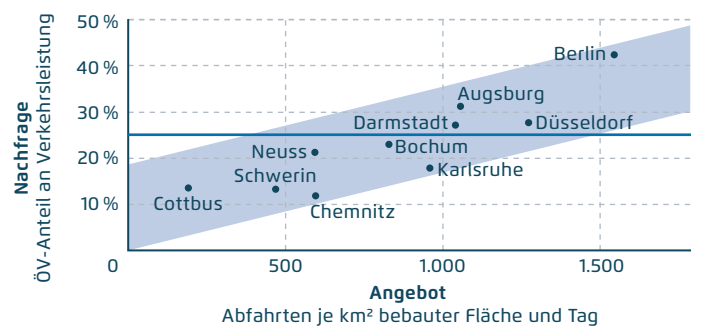 Nachfrage
ÖV-Anteil an Verkehrsleistung
50 %
40 %
30 %
20 %
10 %
Berlin
Augsburg
Darmstadt
Düsseldorf
Neuss
Bochum
Schwerin
Karlsruhe
Cottbus
Chemnitz
0
500
1.000
1.500
Angebot
Abfahrten je km² bebauter Fläche und Tag